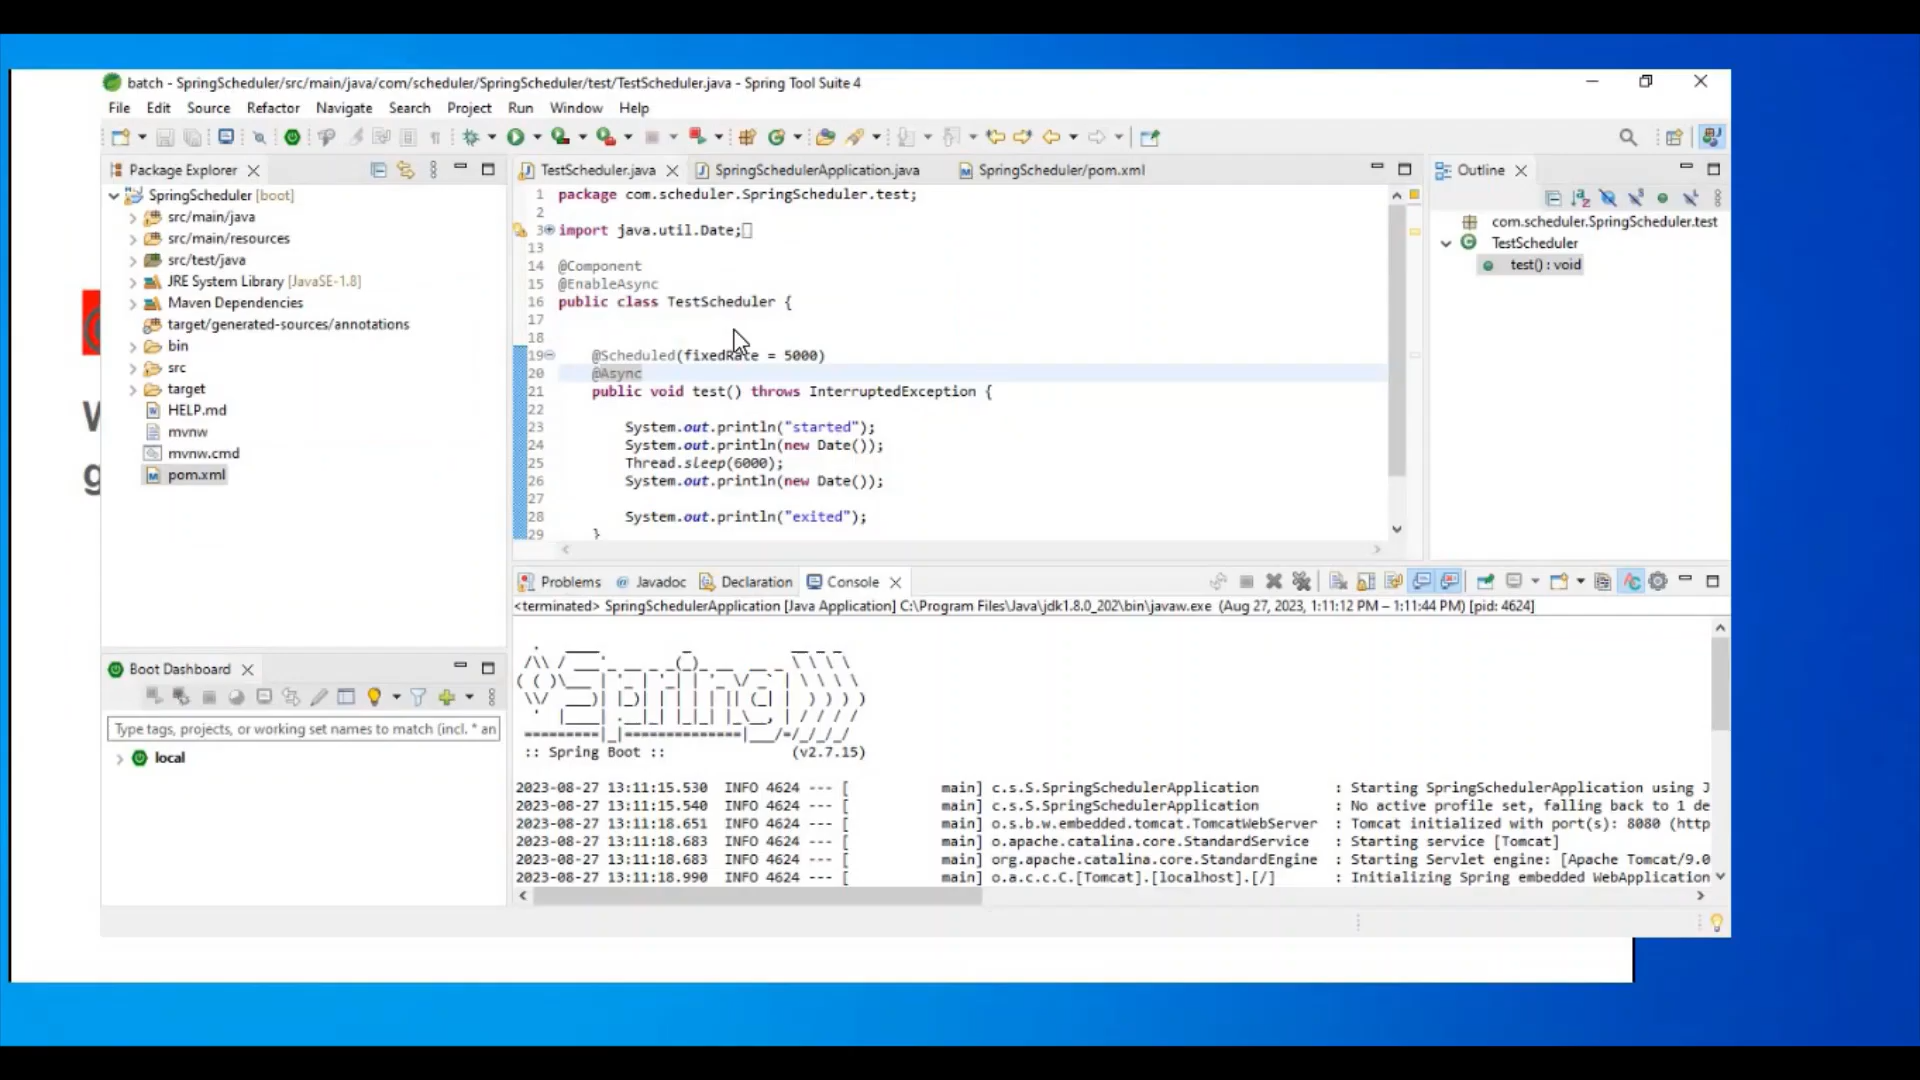 batch - SpringScheduler/src/main/java/com/scheduler/SpringScheduler/test/TestScheduler.java - Spring Tool Suite 4
File Edit Source Refactor Navigate Search Project Run Window Help
Package Explorer
SpringScheduler [boot]
src/main/java
src/main/resources
src/test/java
JRE System Library [JavaSE-1.8]
Maven Dependencies
target/generated-sources/annotations
bin
src
target
HELP.md
mvnw
mvnw.cmd
pom.xml
W
g
Boot Dashboard
Type tags, projects, or working set names to match (incl. * an
local
TestScheduler.java SpringSchedulerApplication.java SpringScheduler/pom.xml
1 package com.scheduler.SpringScheduler.test;
2
3 import java.util.Date;
13
14 @Component
15 @EnableAsync
16 public class TestScheduler {
17
18
19 @Scheduled(fixedRate = 5000)
20 @Async
21 public void test() throws InterruptedException {
22
23 System.out.println("started");
24 System.out.println(new Date());
25 Thread.sleep(6000);
26 System.out.println(new Date());
27
28 System.out.println("exited");
29 }
Outline
com.scheduler.SpringScheduler.test
TestScheduler
test() : void
Problems @ Javadoc Declaration Console
<terminated> SpringSchedulerApplication [Java Application] C:\Program Files\Java\jdk1.8.0_202\bin\javaw.exe (Aug 27, 2023, 1:11:12 PM – 1:11:44 PM) [pid: 4624]
:: Spring Boot :: (v2.7.15)
2023-08-27 13:11:15.530 INFO 4624 --- [ main] c.s.S.SpringSchedulerApplication : Starting SpringSchedulerApplication using J
2023-08-27 13:11:15.540 INFO 4624 --- [ main] c.s.S.SpringSchedulerApplication : No active profile set, falling back to 1 de
2023-08-27 13:11:18.651 INFO 4624 --- [ main] o.s.b.w.embedded.tomcat.TomcatWebServer : Tomcat initialized with port(s): 8080 (http
2023-08-27 13:11:18.683 INFO 4624 --- [ main] o.apache.catalina.core.StandardService : Starting service [Tomcat]
2023-08-27 13:11:18.683 INFO 4624 --- [ main] org.apache.catalina.core.StandardEngine : Starting Servlet engine: [Apache Tomcat/9.0
2023-08-27 13:11:18.990 INFO 4624 --- [ main] o.a.c.c.C.[Tomcat].[localhost].[/] : Initializing Spring embedded WebApplication